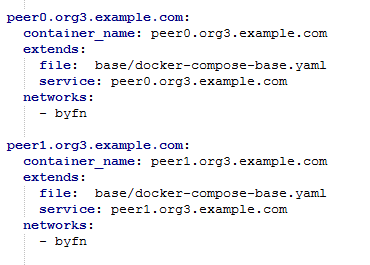 peer0.org3.example.com:
  container_name: peer0.org3.example.com
  extends:
    file:  base/docker-compose-base.yaml
    service: peer0.org3.example.com
  networks:
    - byfn

peer1.org3.example.com:
  container_name: peer1.org3.example.com
  extends:
    file:  base/docker-compose-base.yaml
    service: peer1.org3.example.com
  networks:
    - byfn